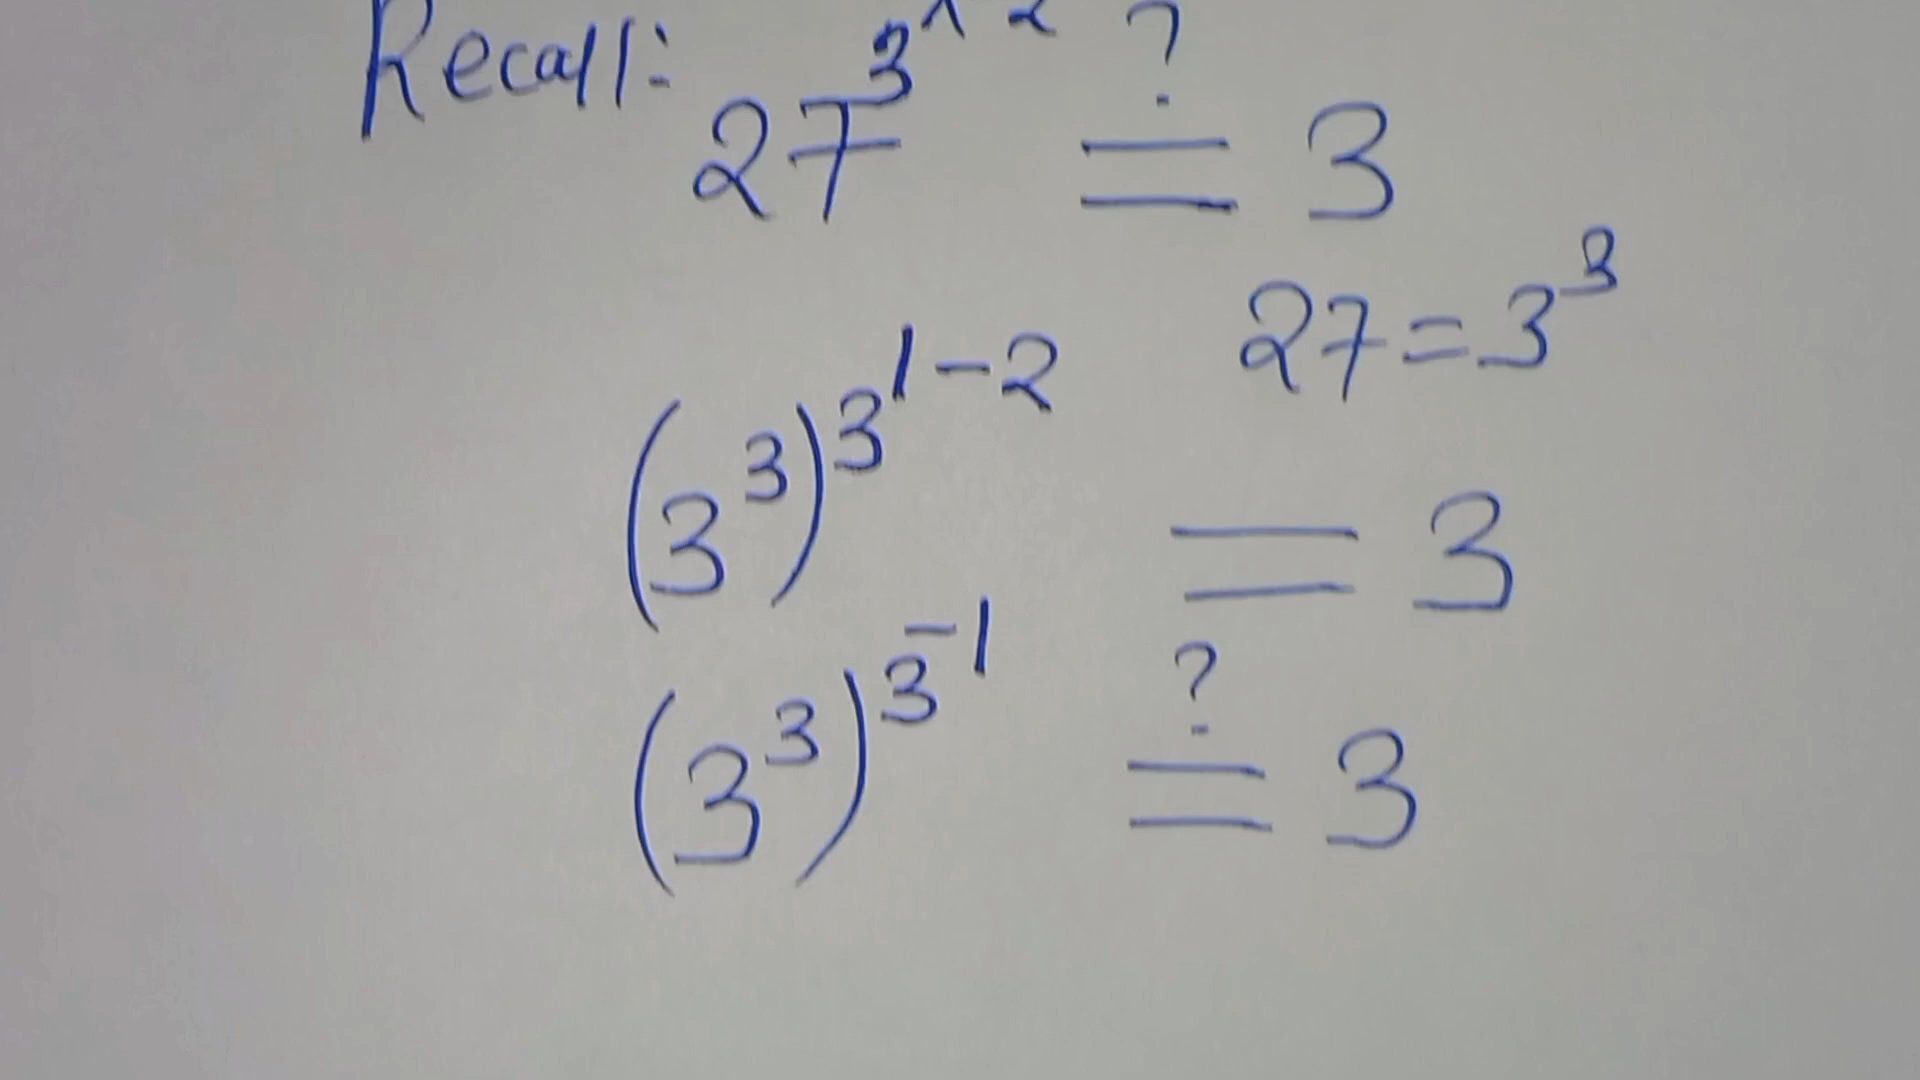 Recall: 27^3^x-2 ?= 3
27 = 3^3
(3^3)^3^1-2 = 3
(3^3)^3^-1 ?= 3